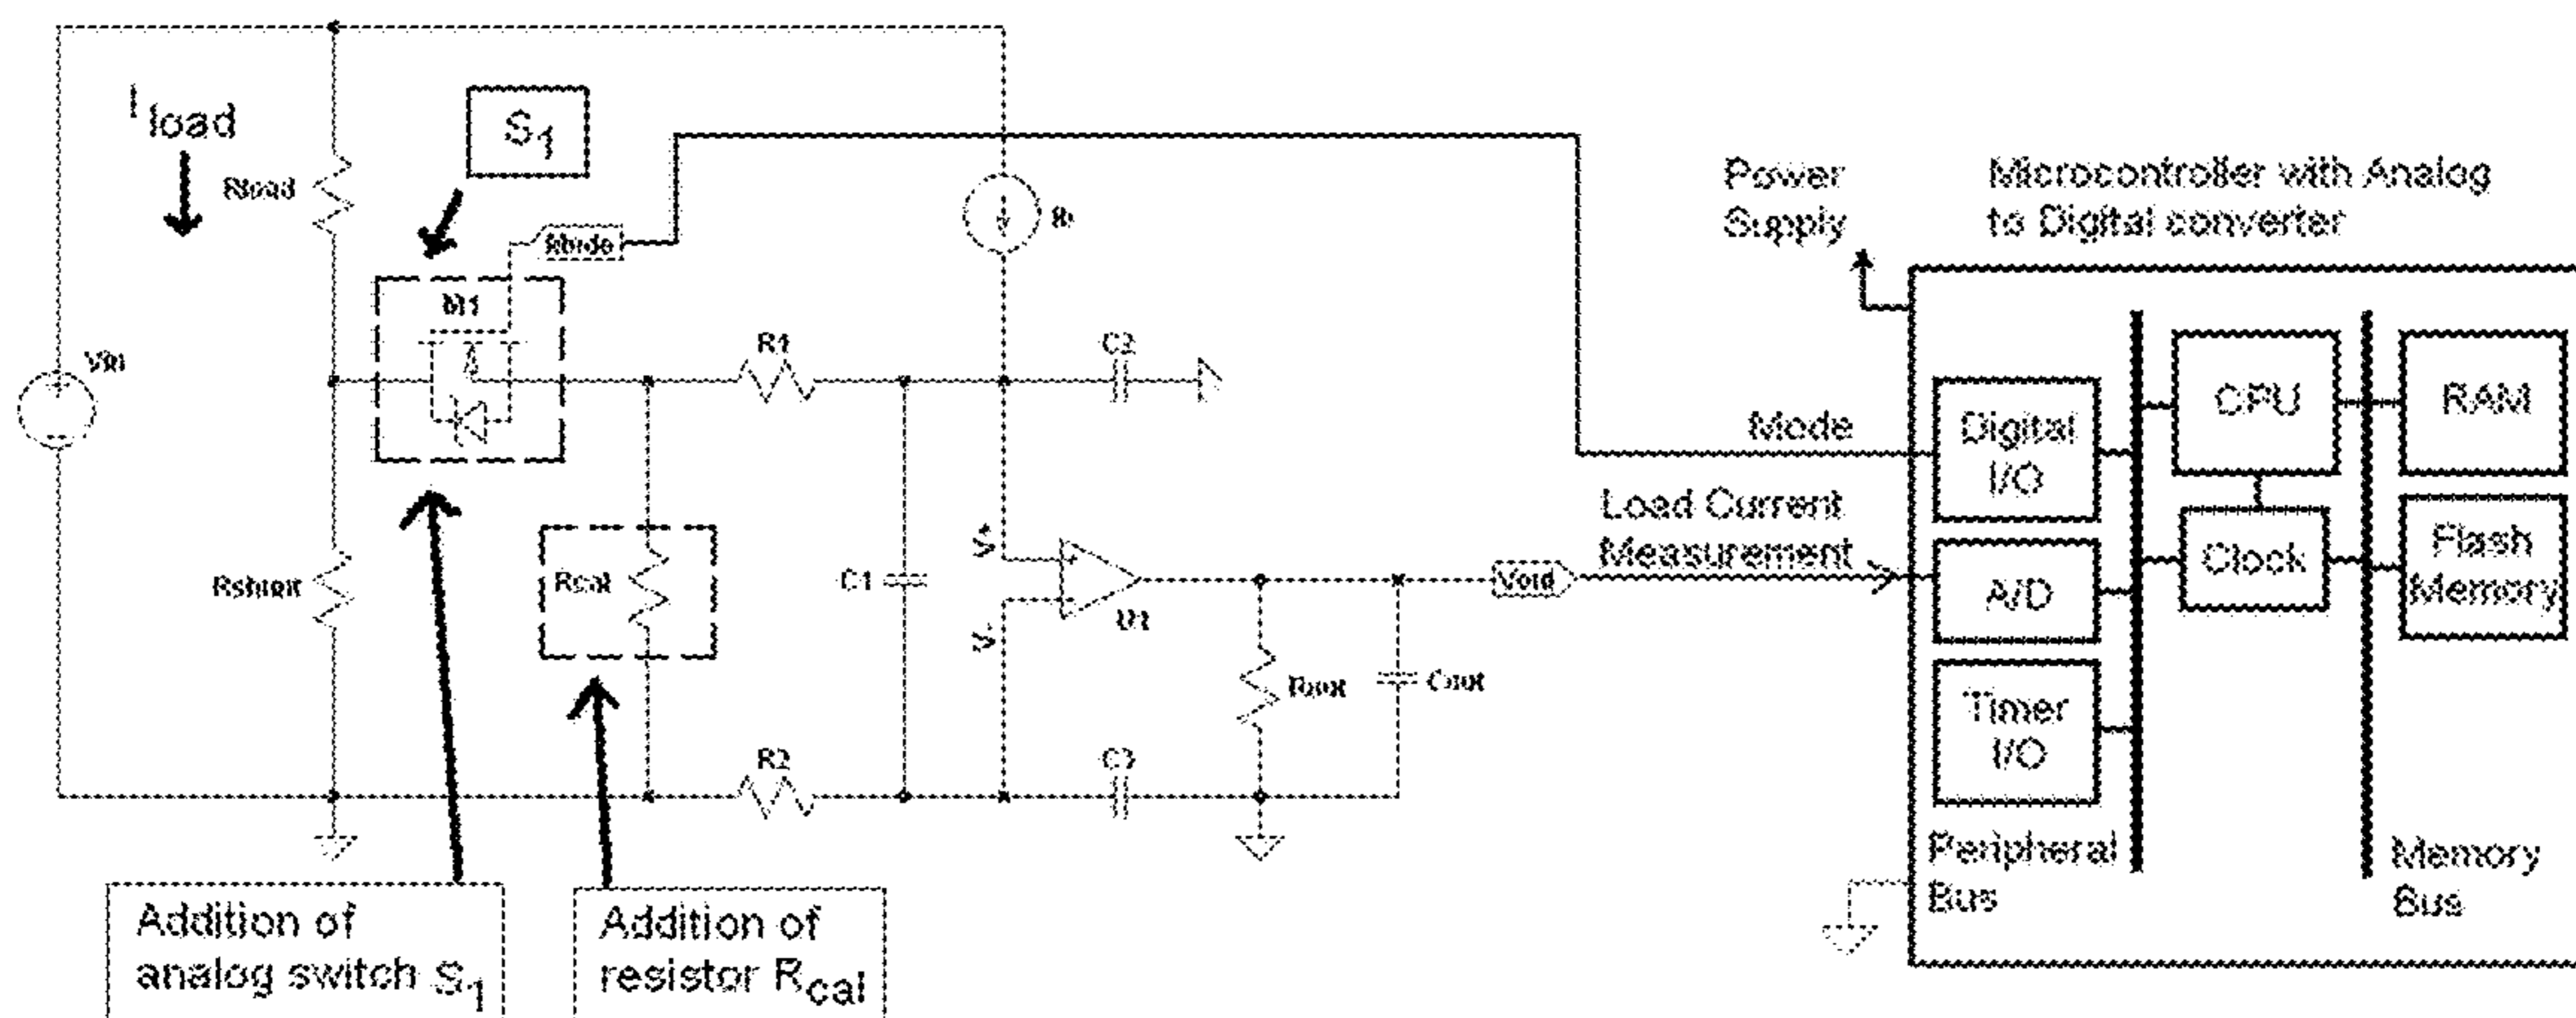 I load
S1
Rload
Mode
M1
Vin
R1
C2
Rshunt
Rcal
C1
V+
V-
U1
Rout
Cout
R2
C3
Addition of
analog switch S1
Addition of
resistor Rcal
Power
Supply
Microcontroller with Analog
to Digital converter
Mode
Load Current
Measurement
Digital
I/O
A/D
Timer
I/O
CPU
Clock
RAM
Flash
Memory
Peripheral
Bus
Memory
Bus